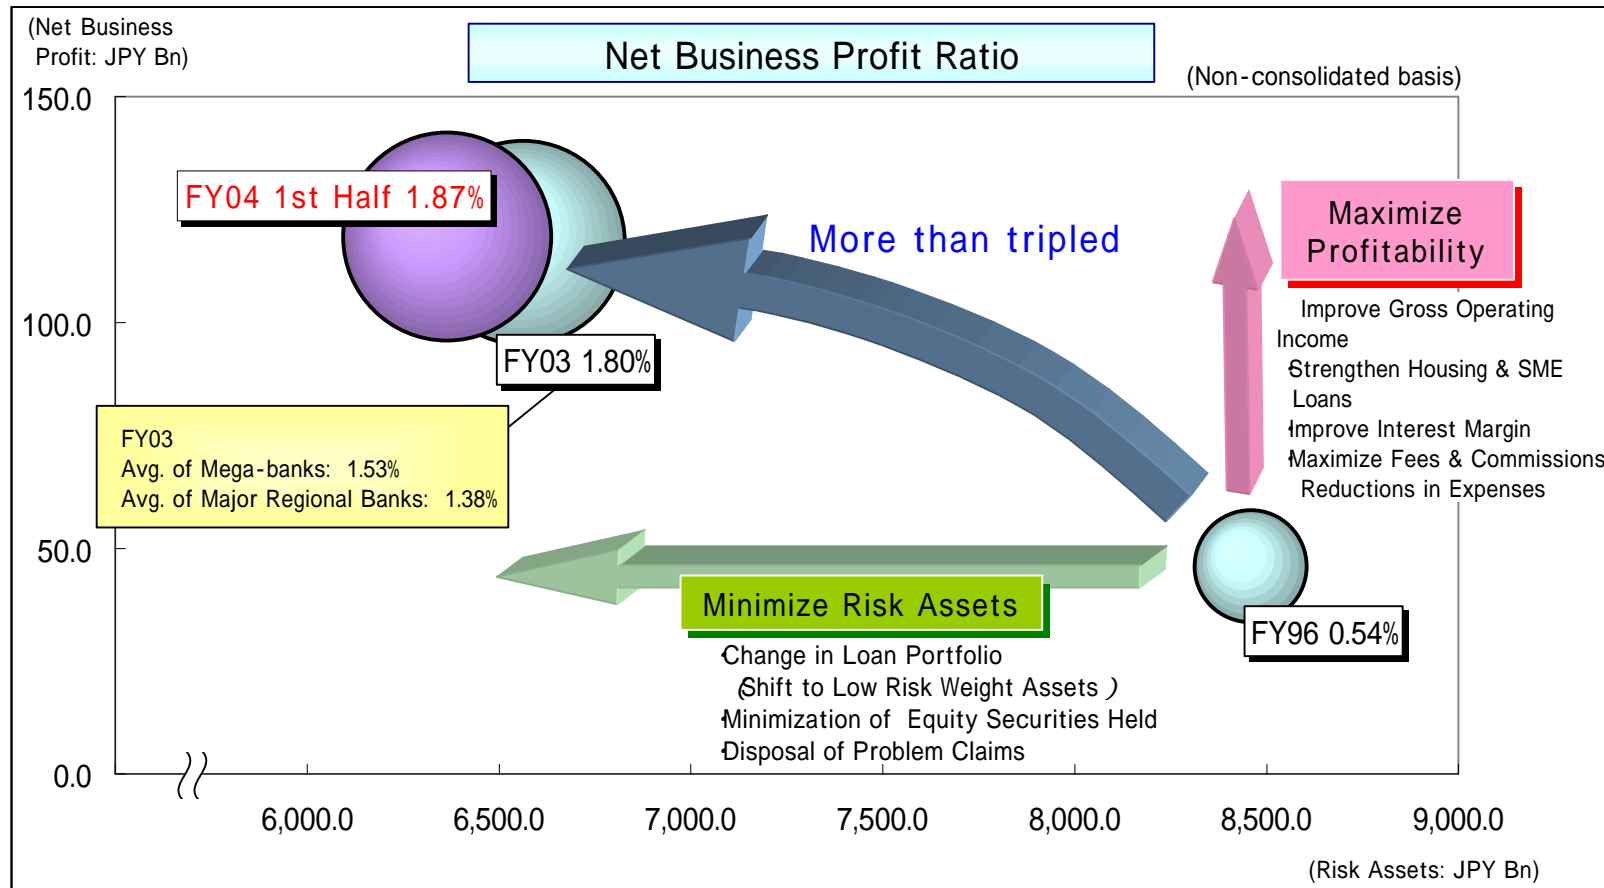 (Net Business
Profit: JPY Bn)
Net Business Profit Ratio
(Non-consolidated basis)
150.0
100.0
50.0
0.0
FY04 1st Half 1.87%
FY03 1.80%
More than tripled
Maximize
Profitability
Improve Gross Operating
Income
·Strengthen Housing & SME
Loans
·Improve Interest Margin
·Maximize Fees & Commissions
Reductions in Expenses
FY03
Avg. of Mega-banks: 1.53%
Avg. of Major Regional Banks: 1.38%
Minimize Risk Assets
·Change in Loan Portfolio
(Shift to Low Risk Weight Assets)
·Minimization of Equity Securities Held
·Disposal of Problem Claims
FY96 0.54%
6,000.0 6,500.0 7,000.0 7,500.0 8,000.0 8,500.0 9,000.0
(Risk Assets: JPY Bn)